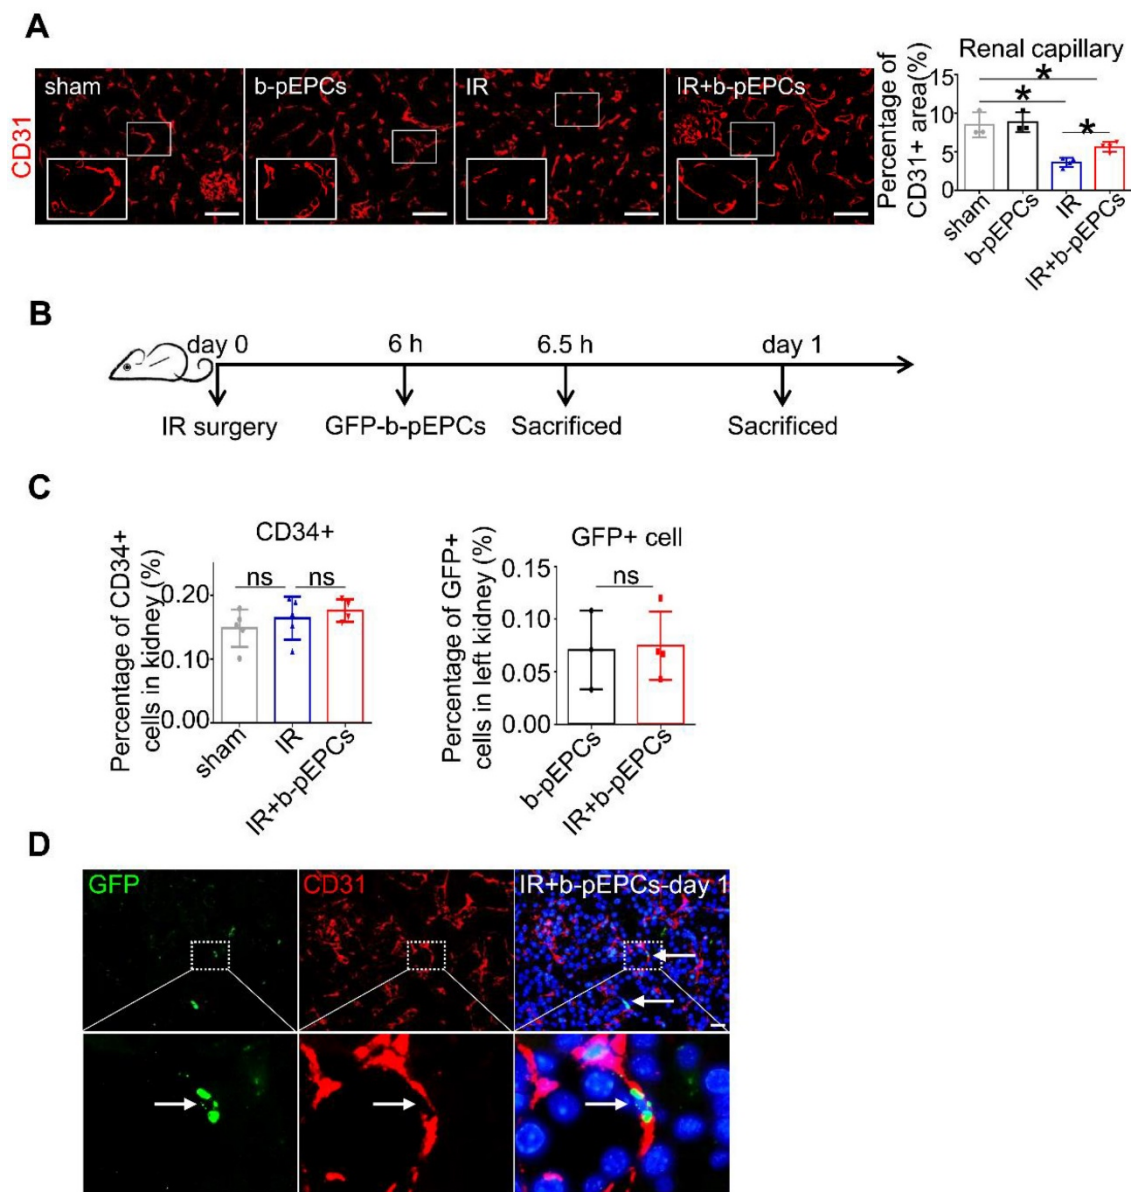 A
CD31
sham
b-pEPCs
IR
IR+b-pEPCs
Renal capillary
Percentage of
CD31+ area(%)
15
10
5
0
*
*
*
sham
b-pEPCs
IR
IR+b-pEPCs
B
day 0
6 h
6.5 h
day 1
IR surgery
GFP-b-pEPCs
Sacrificed
Sacrificed
C
CD34+
Percentage of CD34+
cells in kidney (%)
0.20
0.10
0.00
ns
ns
sham
IR
IR+b-pEPCs
GFP+ cell
Percentage of GFP+
cells in left kidney (%)
0.15
0.10
0.05
0.00
ns
b-pEPCs
IR+b-pEPCs
D
GFP
CD31
IR+b-pEPCs-day 1